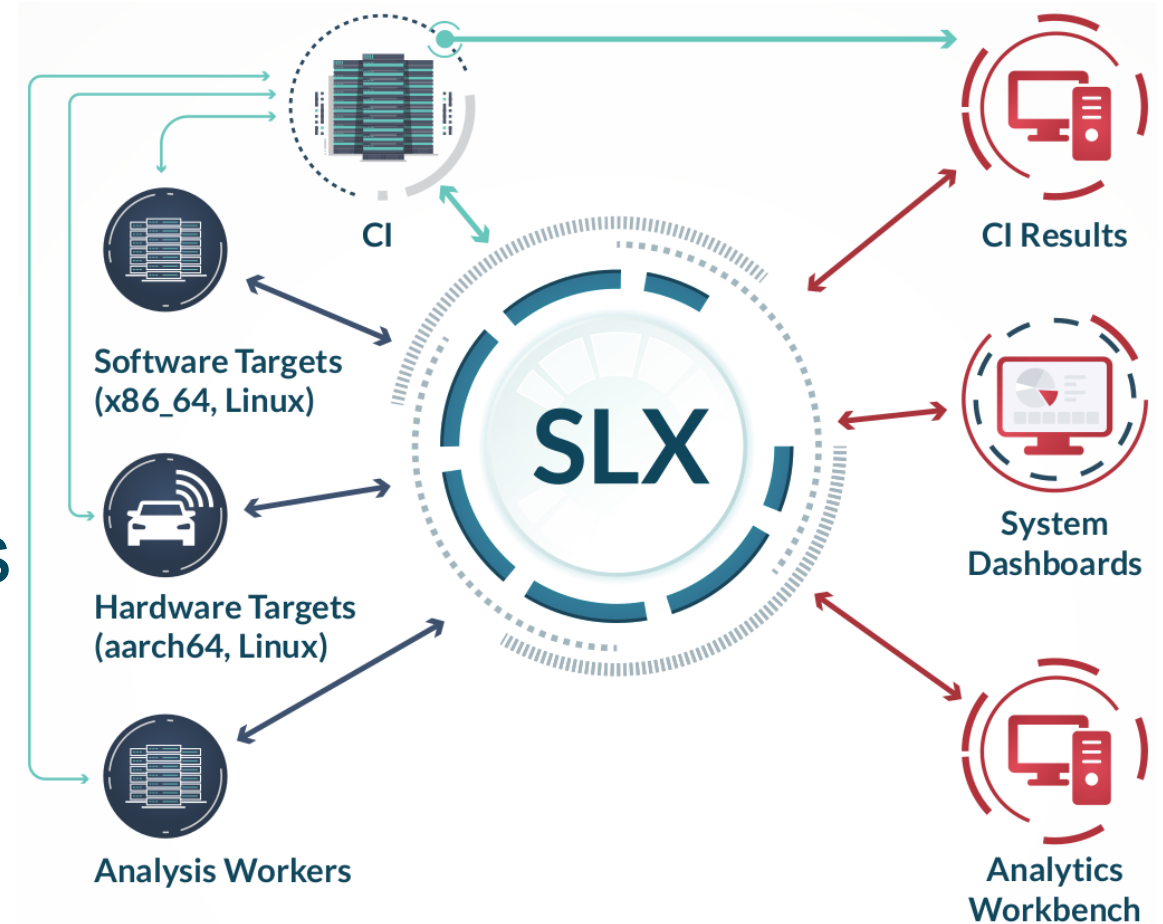 CI
CI Results
Software Targets
(x86_64, Linux)
SLX
System
Dashboards
s
Hardware Targets
(aarch64, Linux)
Analysis Workers
Analytics
Workbench